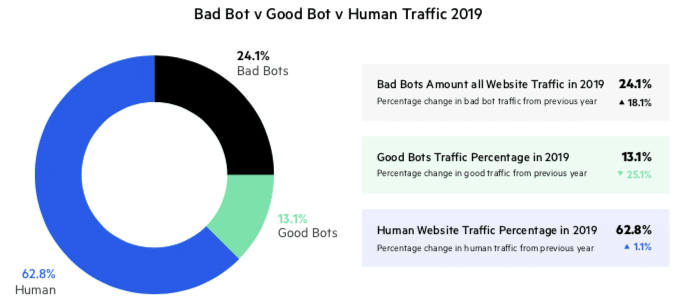 Bad Bot v Good Bot v Human Traffic 2019
24.1%
Bad Bots
13.1%
Good Bots
62.8%
Human
Bad Bots Amount all Website Traffic in 2019 24.1%
Percentage change in bad bot traffic from previous year ▲ 18.1%
Good Bots Traffic Percentage in 2019 13.1%
Percentage change in good traffic from previous year ▼ 25.1%
Human Website Traffic Percentage in 2019 62.8%
Percentage change in human traffic from previous year ▲ 1.1%